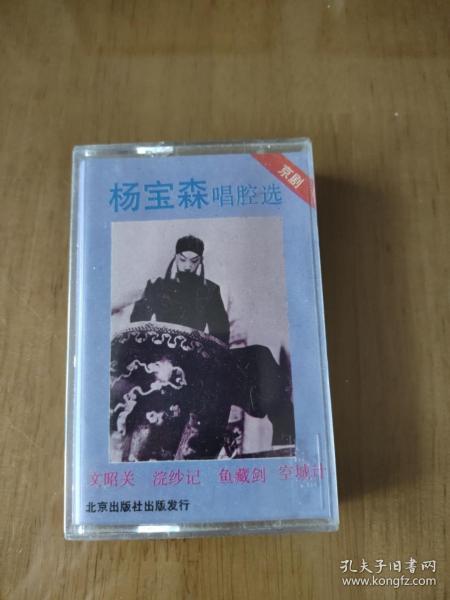 京剧
杨宝森唱腔选
文昭关 浣纱记 鱼藏剑 空城计
北京出版社出版发行
孔夫子旧书网
www.kongfz.com